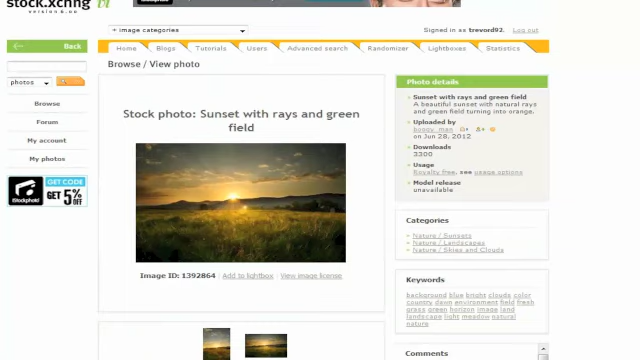 stock.xchng vi
+ image categories
Signed in as trevord92. Log out
Back
Home Blogs Tutorials Users Advanced search Randomizer Lightboxes Statistics
Browse / View photo
photos
Browse
Forum
My account
My photos
iStockphoto GET CODE
GET 5% OFF
Stock photo: Sunset with rays and green
field
Image ID: 1392864 Add to lightbox View image license
Photo details
Sunset with rays and green field
A beautiful sunset with natural rays
and green field turning into orange.
Uploaded by
on Jun 28, 2012
Downloads
3300
Usage
Royalty free, see usage options
Model release
unavailable
Categories
Nature / Sunsets
Nature / Landscapes
Nature / Skies and Clouds
Keywords
background blue bright clouds color
country dawn environment field fresh
grass green horizon image land
landscape light meadow natural
nature
Comments